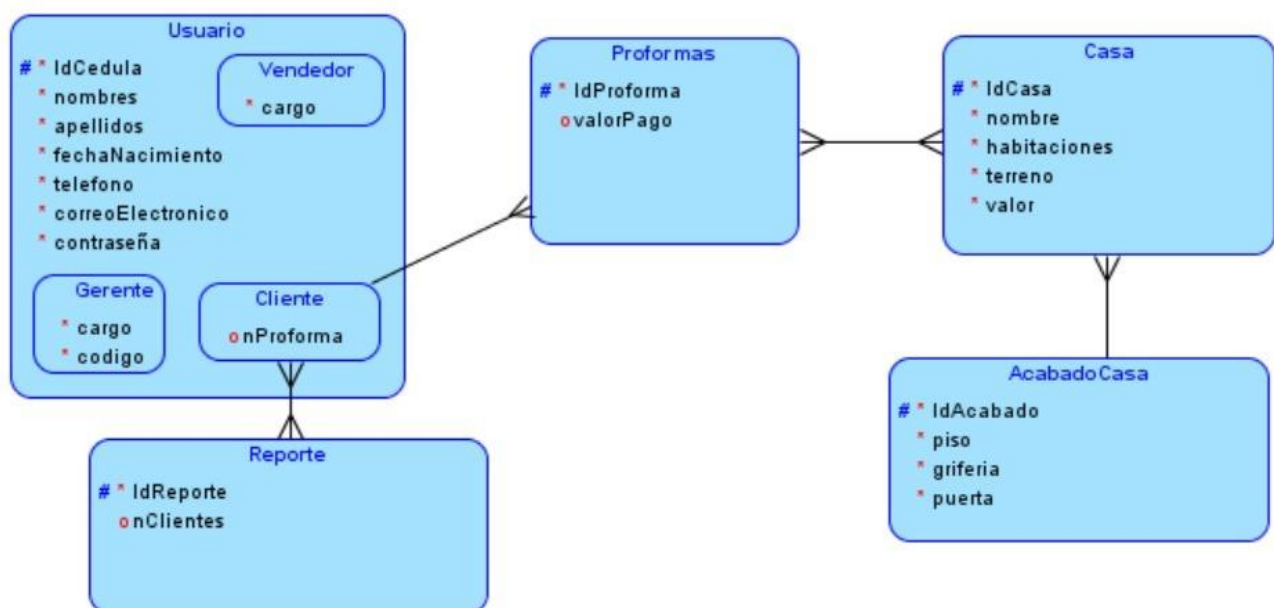 Usuario
# * IdCedula
* nombres
* apellidos
* fechaNacimiento
* telefono
* correoElectronico
* contraseña
Vendedor
* cargo
Gerente
* cargo
* codigo
Cliente
o nProforma
Proformas
# * IdProforma
o valorPago
Casa
# * IdCasa
* nombre
* habitaciones
* terreno
* valor
Reporte
# * IdReporte
o nClientes
AcabadoCasa
# * IdAcabado
* piso
* griferia
* puerta